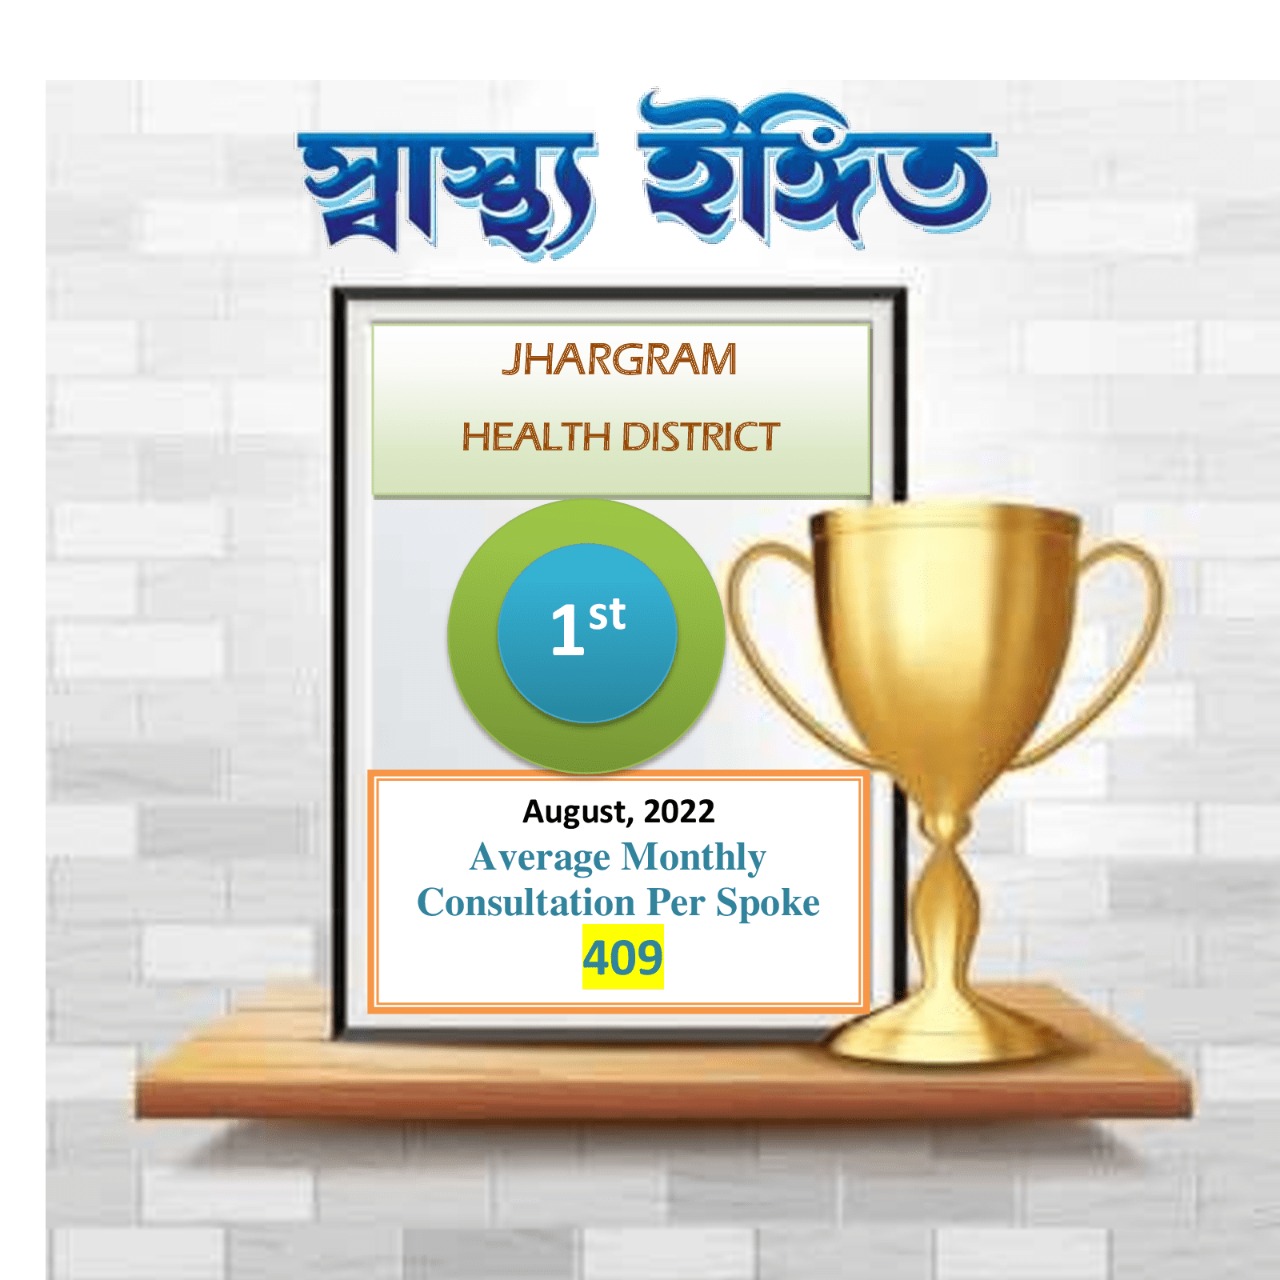 স্বাস্থ্য ইঙ্গিত
JHARGRAM
HEALTH DISTRICT
1st
August, 2022
Average Monthly
Consultation Per Spoke
409